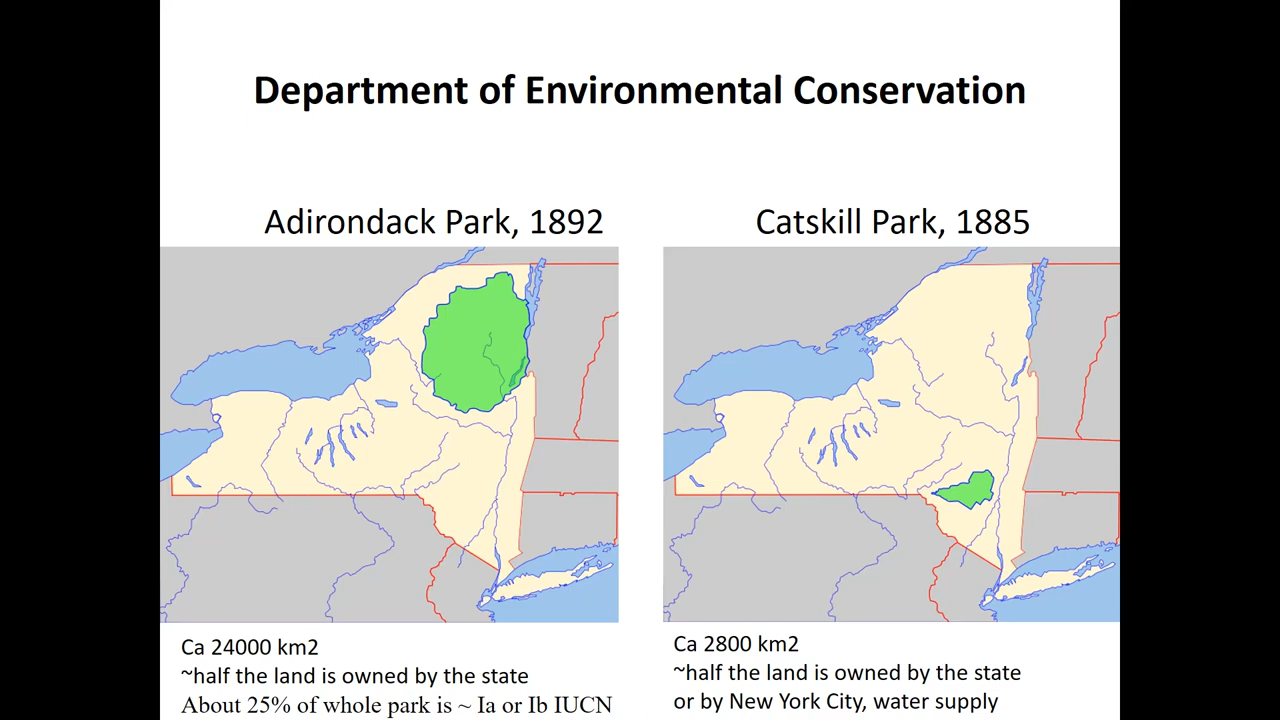 Department of Environmental Conservation
Adirondack Park, 1892
Catskill Park, 1885
Ca 24000 km2
~half the land is owned by the state
About 25% of whole park is ~ Ia or Ib IUCN
Ca 2800 km2
~half the land is owned by the state
or by New York City, water supply